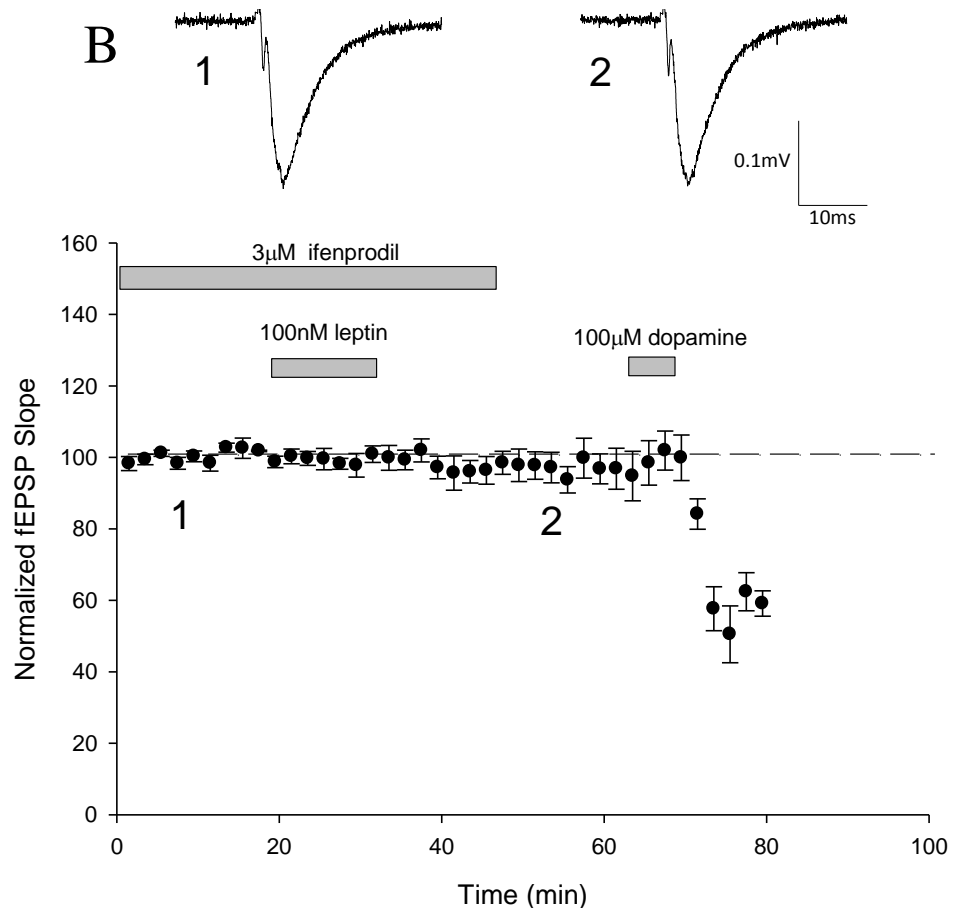 B
1
2
0.1mV
10ms
160
140
120
100
80
60
40
20
0
Normalized fEPSP Slope
3μM ifenprodil
100nM leptin
100μM dopamine
1
2
0 20 40 60 80 100
Time (min)